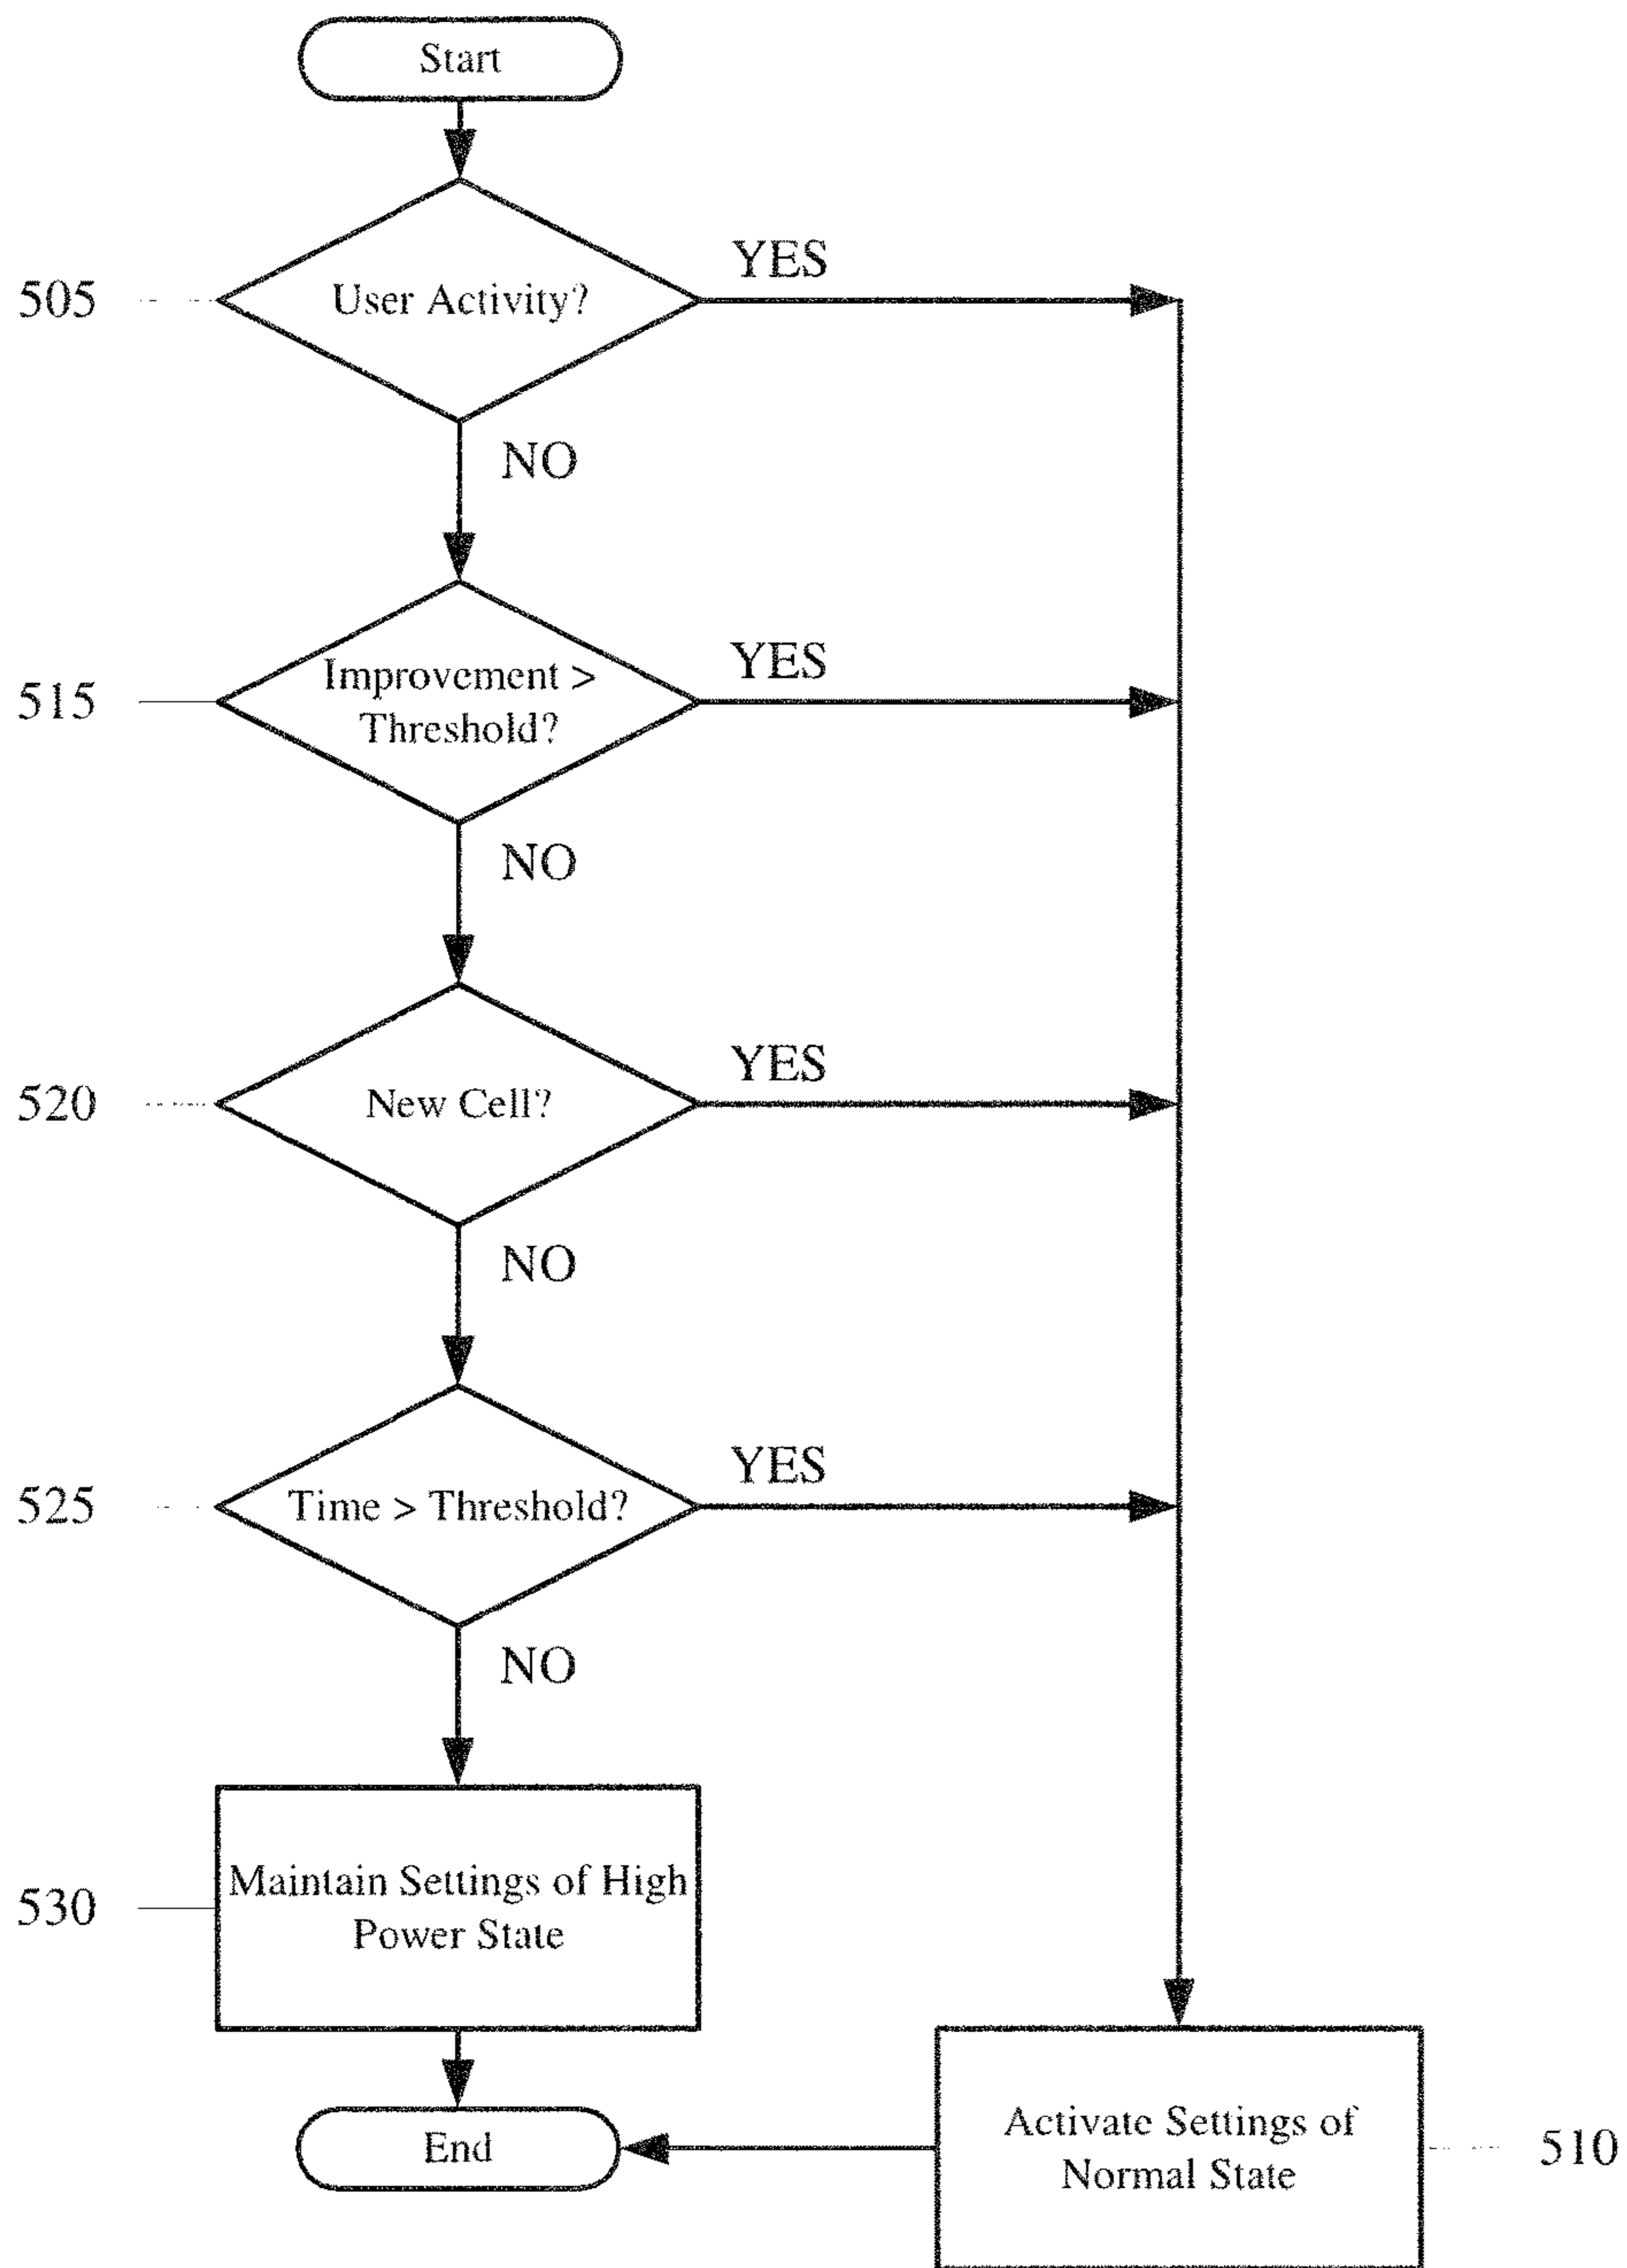 Start
505
User Activity?
YES
NO
515
Improvement >
Threshold?
YES
NO
520
New Cell?
YES
NO
525
Time > Threshold?
YES
NO
530
Maintain Settings of High
Power State
End
Activate Settings of
Normal State
510